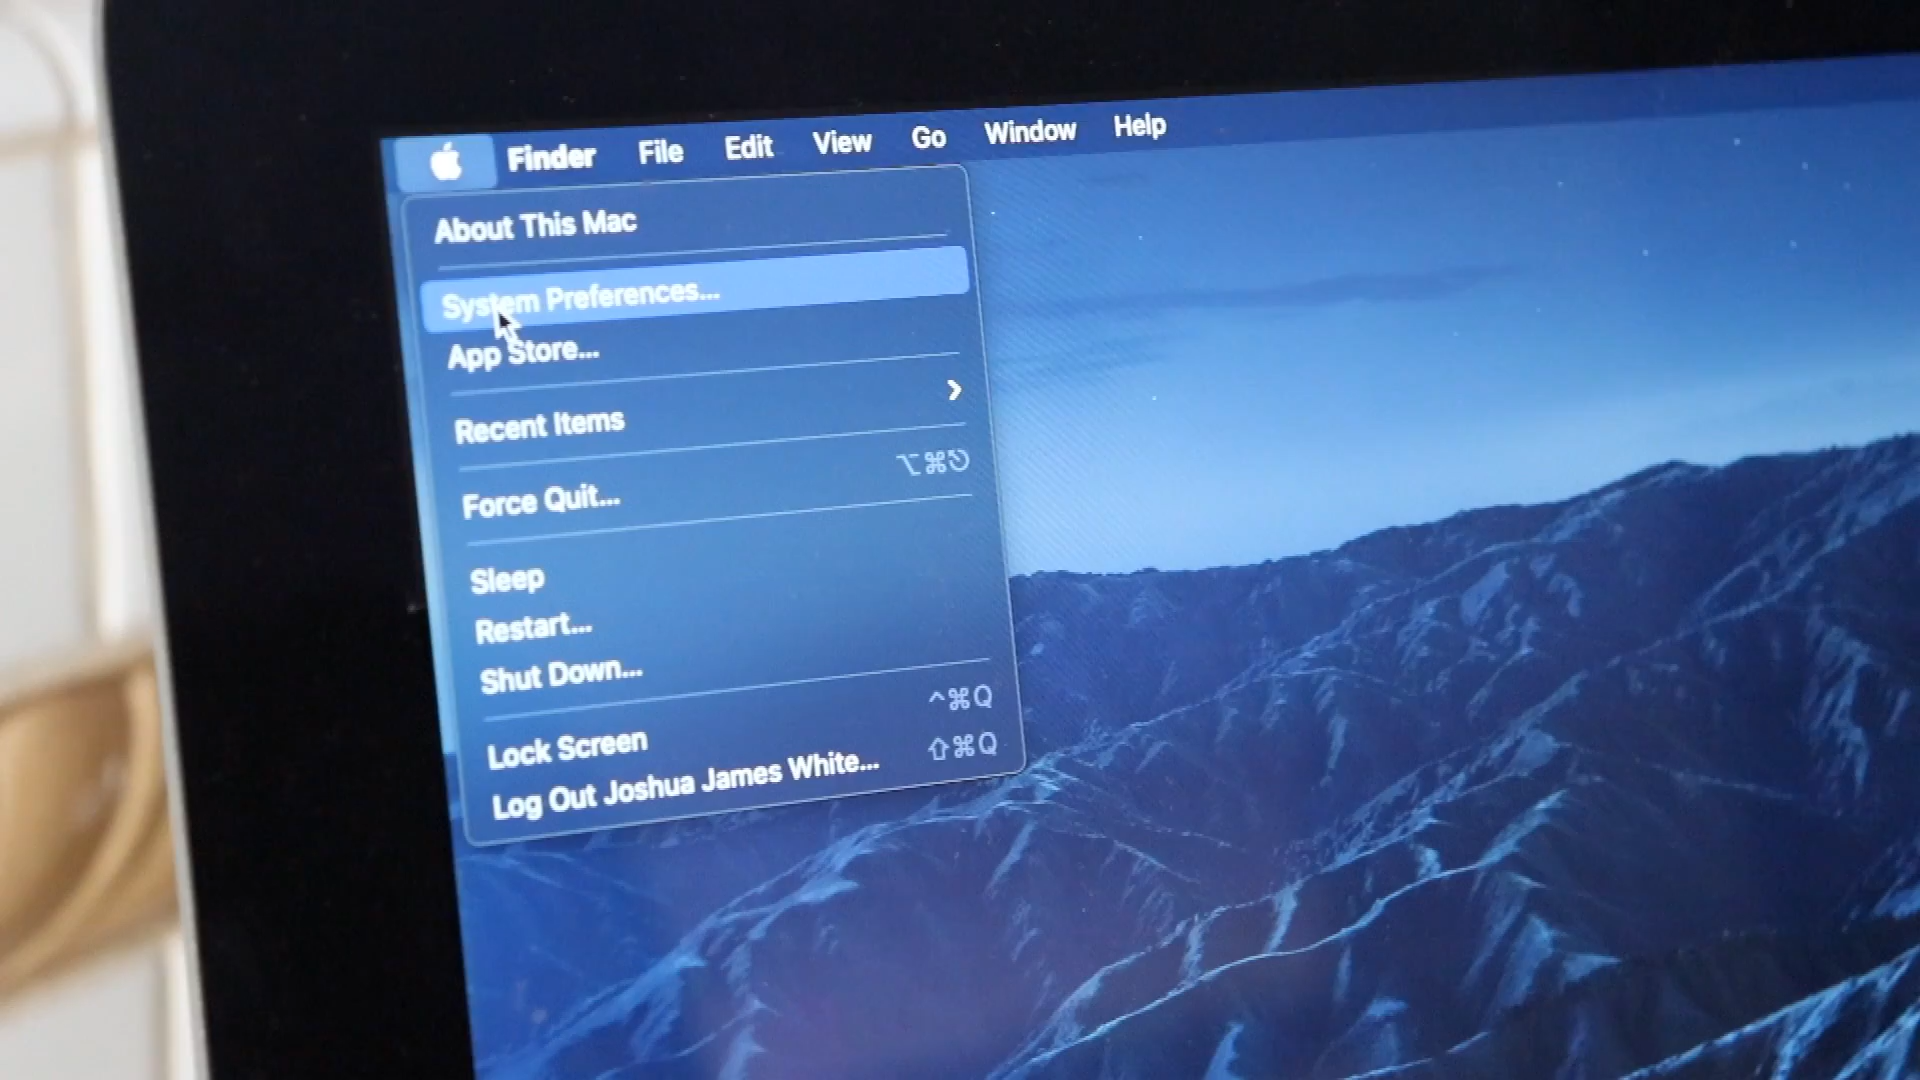 Finder File Edit View Go Window Help
About This Mac
System Preferences...
App Store...
Recent Items
Force Quit... ⌥⌘⎋
Sleep
Restart...
Shut Down...
Lock Screen ^⌘Q
Log Out Joshua James White... ⇧⌘Q